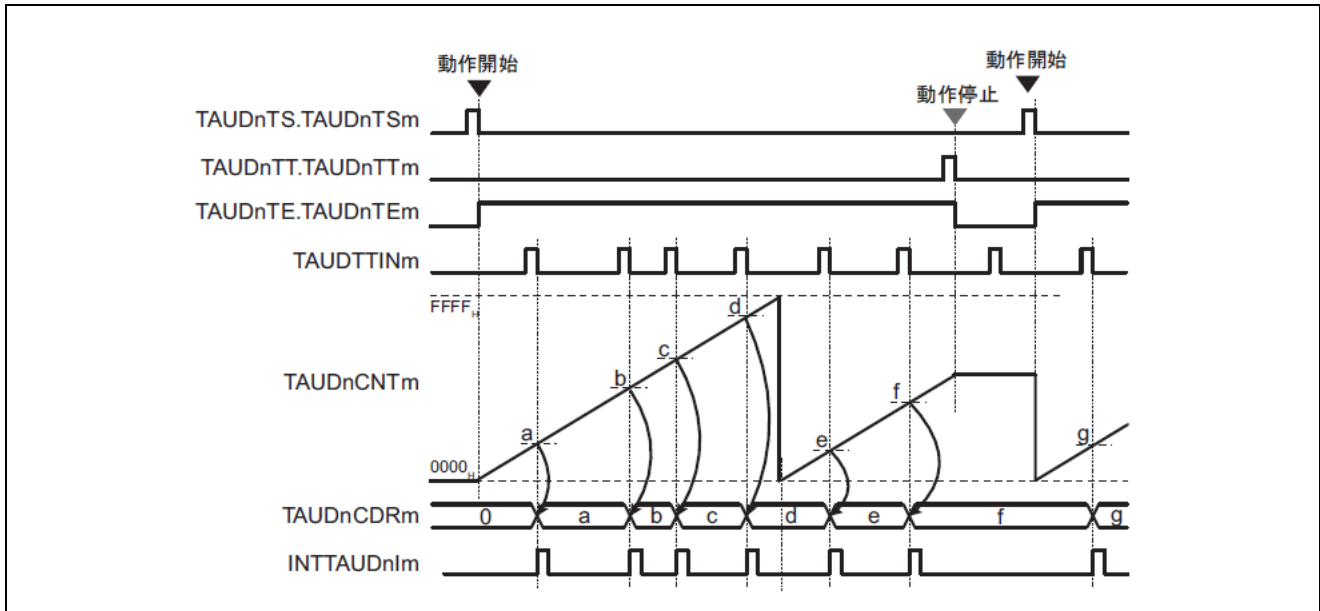 動作開始
動作開始
動作停止
TAUDnTS.TAUDnTSm
TAUDnTT.TAUDnTTm
TAUDnTE.TAUDnTEm
TAUDTTINm
FFFFH
d
c
b
TAUDnCNTm
f
a
e
g
0000H
TAUDnCDRm
0 a b c d e f g
INTTAUDnIm